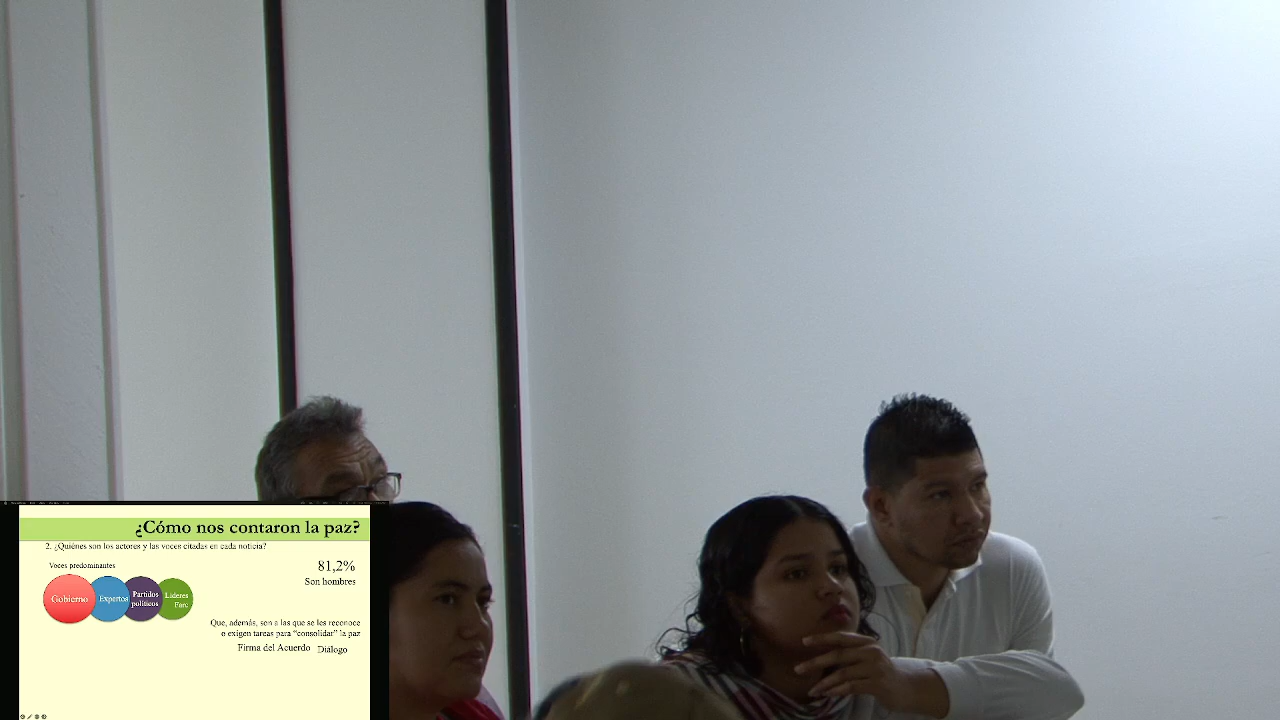 ¿Cómo nos contaron la paz?
2. ¿Quiénes son los actores y las voces citadas en cada noticia?
Voces predominantes
81,2%
Son hombres
Gobierno
Expertos
Partidos
políticos
Líderes
Farc
Que, además, son a las que se les reconoce
o exigen tareas para “consolidar” la paz
Firma del Acuerdo
Diálogo